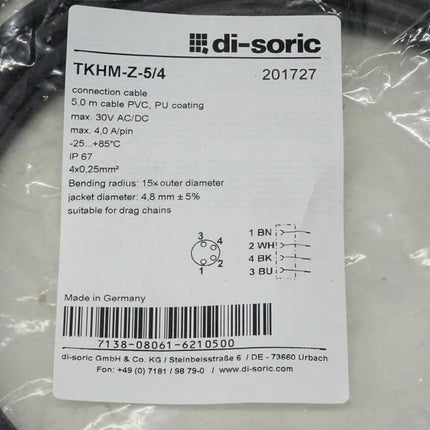 di-soric
TKHM-Z-5/4 201727
connection cable
5.0 m cable PVC, PU coating
max. 30V AC/DC
max. 4,0 A/pin
-25...+85°C
IP 67
4x0,25mm²
Bending radius: 15x outer diameter
jacket diameter: 4,8 mm ± 5%
suitable for drag chains
3 4
1 2
1 BN
2 WH
4 BK
3 BU
Made in Germany
7138-08061-6210500
di-soric GmbH & Co. KG / Steinbeisstraße 6 / DE - 73660 Urbach
Fon: +49 (0) 7181 / 98 79-0 / www.di-soric.com